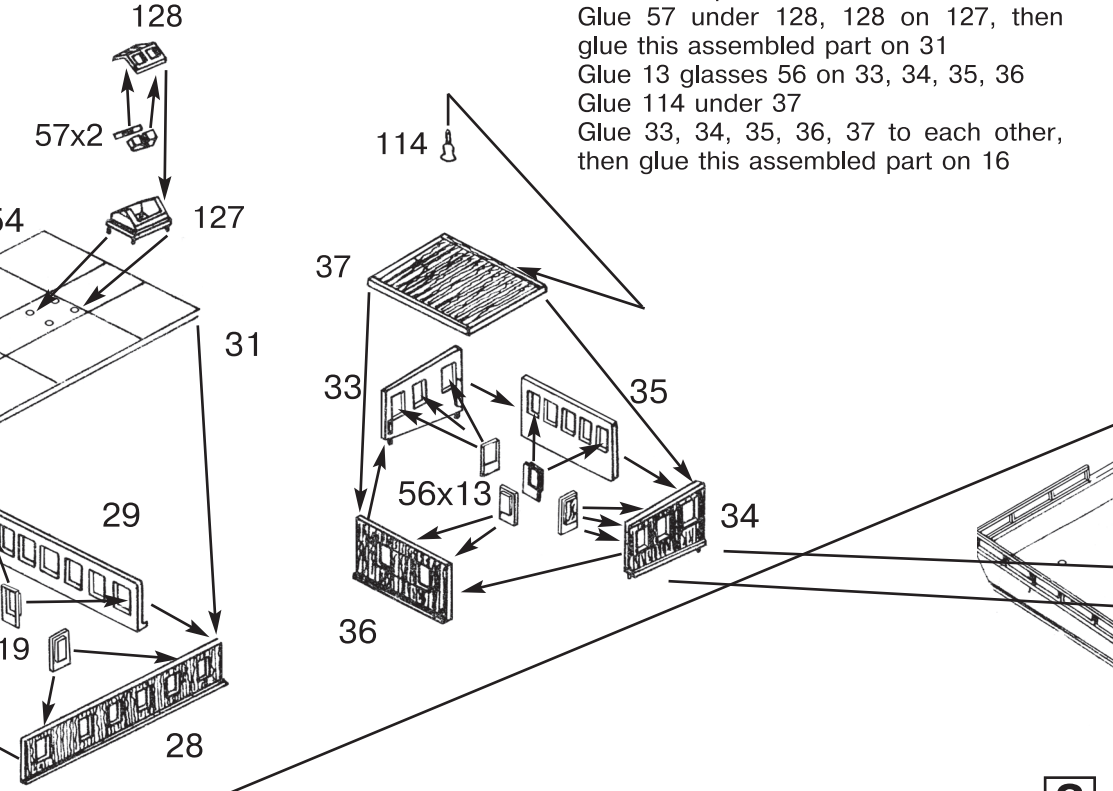 128
Glue 57 under 128, 128 on 127, then
glue this assembled part on 31
Glue 13 glasses 56 on 33, 34, 35, 36
Glue 114 under 37
Glue 33, 34, 35, 36, 37 to each other,
then glue this assembled part on 16
57x2
114
127
37
31
33
35
56x13
29
34
36
19
28